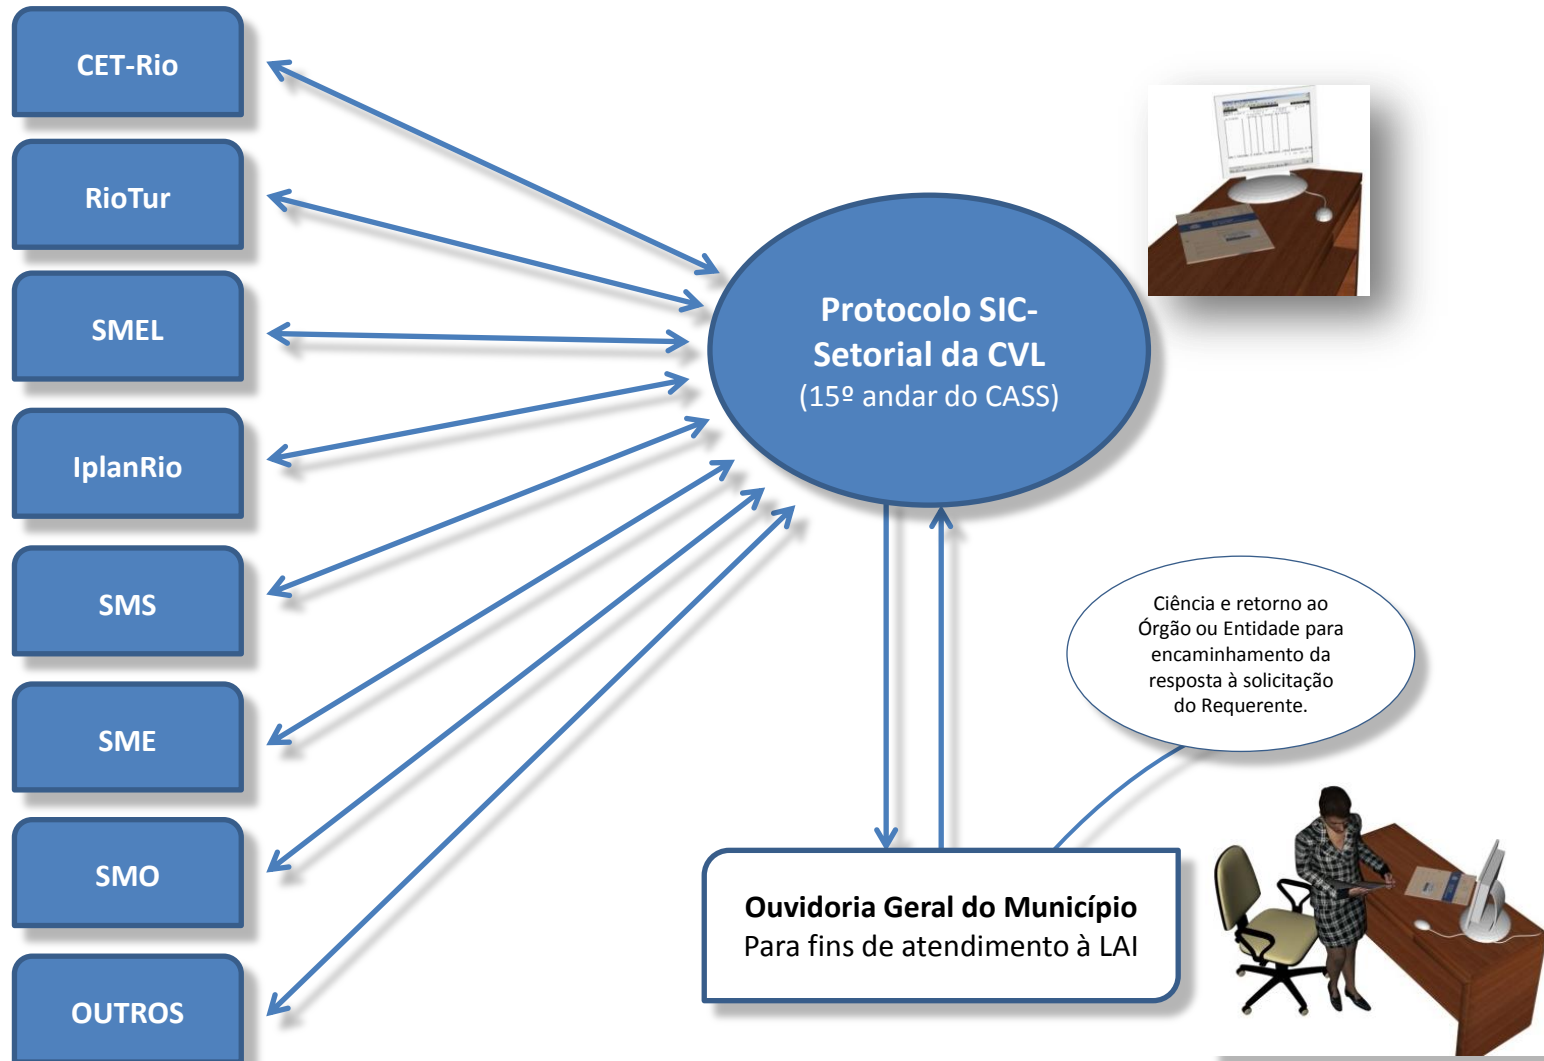 CET-Rio
RioTur
SMEL
IplanRio
SMS
SME
SMO
OUTROS
Protocolo SIC-
Setorial da CVL
(15º andar do CASS)
Ciência e retorno ao
Órgão ou Entidade para
encaminhamento da
resposta à solicitação
do Requerente.
Ouvidoria Geral do Município
Para fins de atendimento à LAI